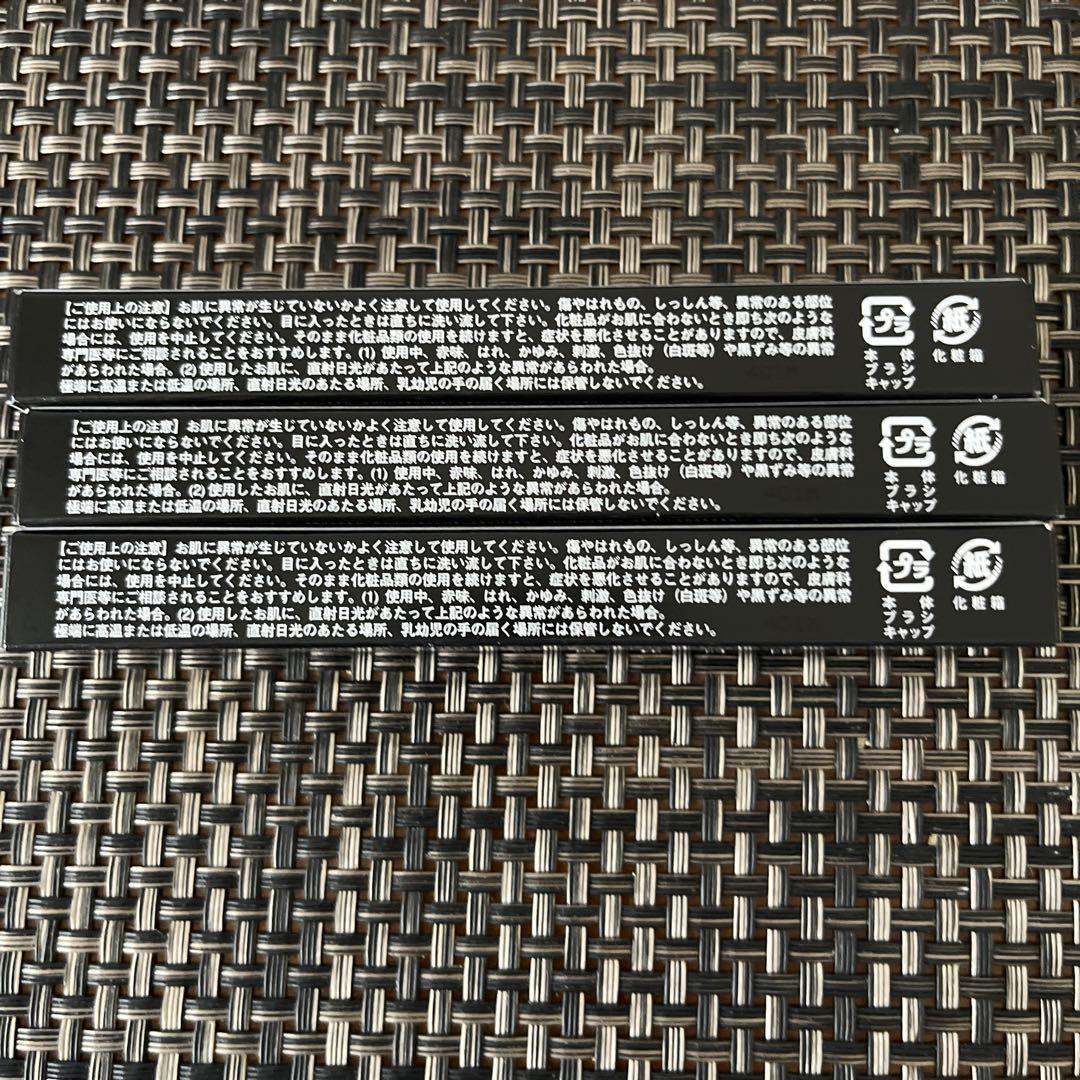 【ご使用上の注意】お肌に異常が生じていないかよく注意して使用してください。傷やはれもの、しっしん等、異常のある部位
にはお使いにならないでください。目に入ったときは直ちに洗い流して下さい。化粧品がお肌に合わないとき即ち次のような
場合には、使用を中止してください。そのまま化粧品類の使用を続けますと、症状を悪化させることがありますので、皮膚科
専門医等にご相談されることをおすすめします。(1) 使用中、赤味、はれ、かゆみ、刺激、色抜け（白斑等）や黒ずみ等の異常
があらわれた場合。(2)使用したお肌に、直射日光があたって上記のような異常があらわれた場合。
極端に高温または低温の場所、直射日光のあたる場所、乳幼児の手の届く場所には保管しないでください。
プラ
本体
ブラシ
キャップ
紙
化粧箱
【ご使用上の注意】お肌に異常が生じていないかよく注意して使用してください。傷やはれもの、しっしん等、異常のある部位
にはお使いにならないでください。目に入ったときは直ちに洗い流して下さい。化粧品がお肌に合わないとき即ち次のような
場合には、使用を中止してください。そのまま化粧品類の使用を続けますと、症状を悪化させることがありますので、皮膚科
専門医等にご相談されることをおすすめします。(1) 使用中、赤味、はれ、かゆみ、刺激、色抜け（白斑等）や黒ずみ等の異常
があらわれた場合。(2)使用したお肌に、直射日光があたって上記のような異常があらわれた場合。
極端に高温または低温の場所、直射日光のあたる場所、乳幼児の手の届く場所には保管しないでください。
プラ
本体
ブラシ
キャップ
紙
化粧箱
【ご使用上の注意】お肌に異常が生じていないかよく注意して使用してください。傷やはれもの、しっしん等、異常のある部位
にはお使いにならないでください。目に入ったときは直ちに洗い流して下さい。化粧品がお肌に合わないとき即ち次のような
場合には、使用を中止してください。そのまま化粧品類の使用を続けますと、症状を悪化させることがありますので、皮膚科
専門医等にご相談されることをおすすめします。(1) 使用中、赤味、はれ、かゆみ、刺激、色抜け（白斑等）や黒ずみ等の異常
があらわれた場合。(2)使用したお肌に、直射日光があたって上記のような異常があらわれた場合。
極端に高温または低温の場所、直射日光のあたる場所、乳幼児の手の届く場所には保管しないでください。
プラ
本体
ブラシ
キャップ
紙
化粧箱